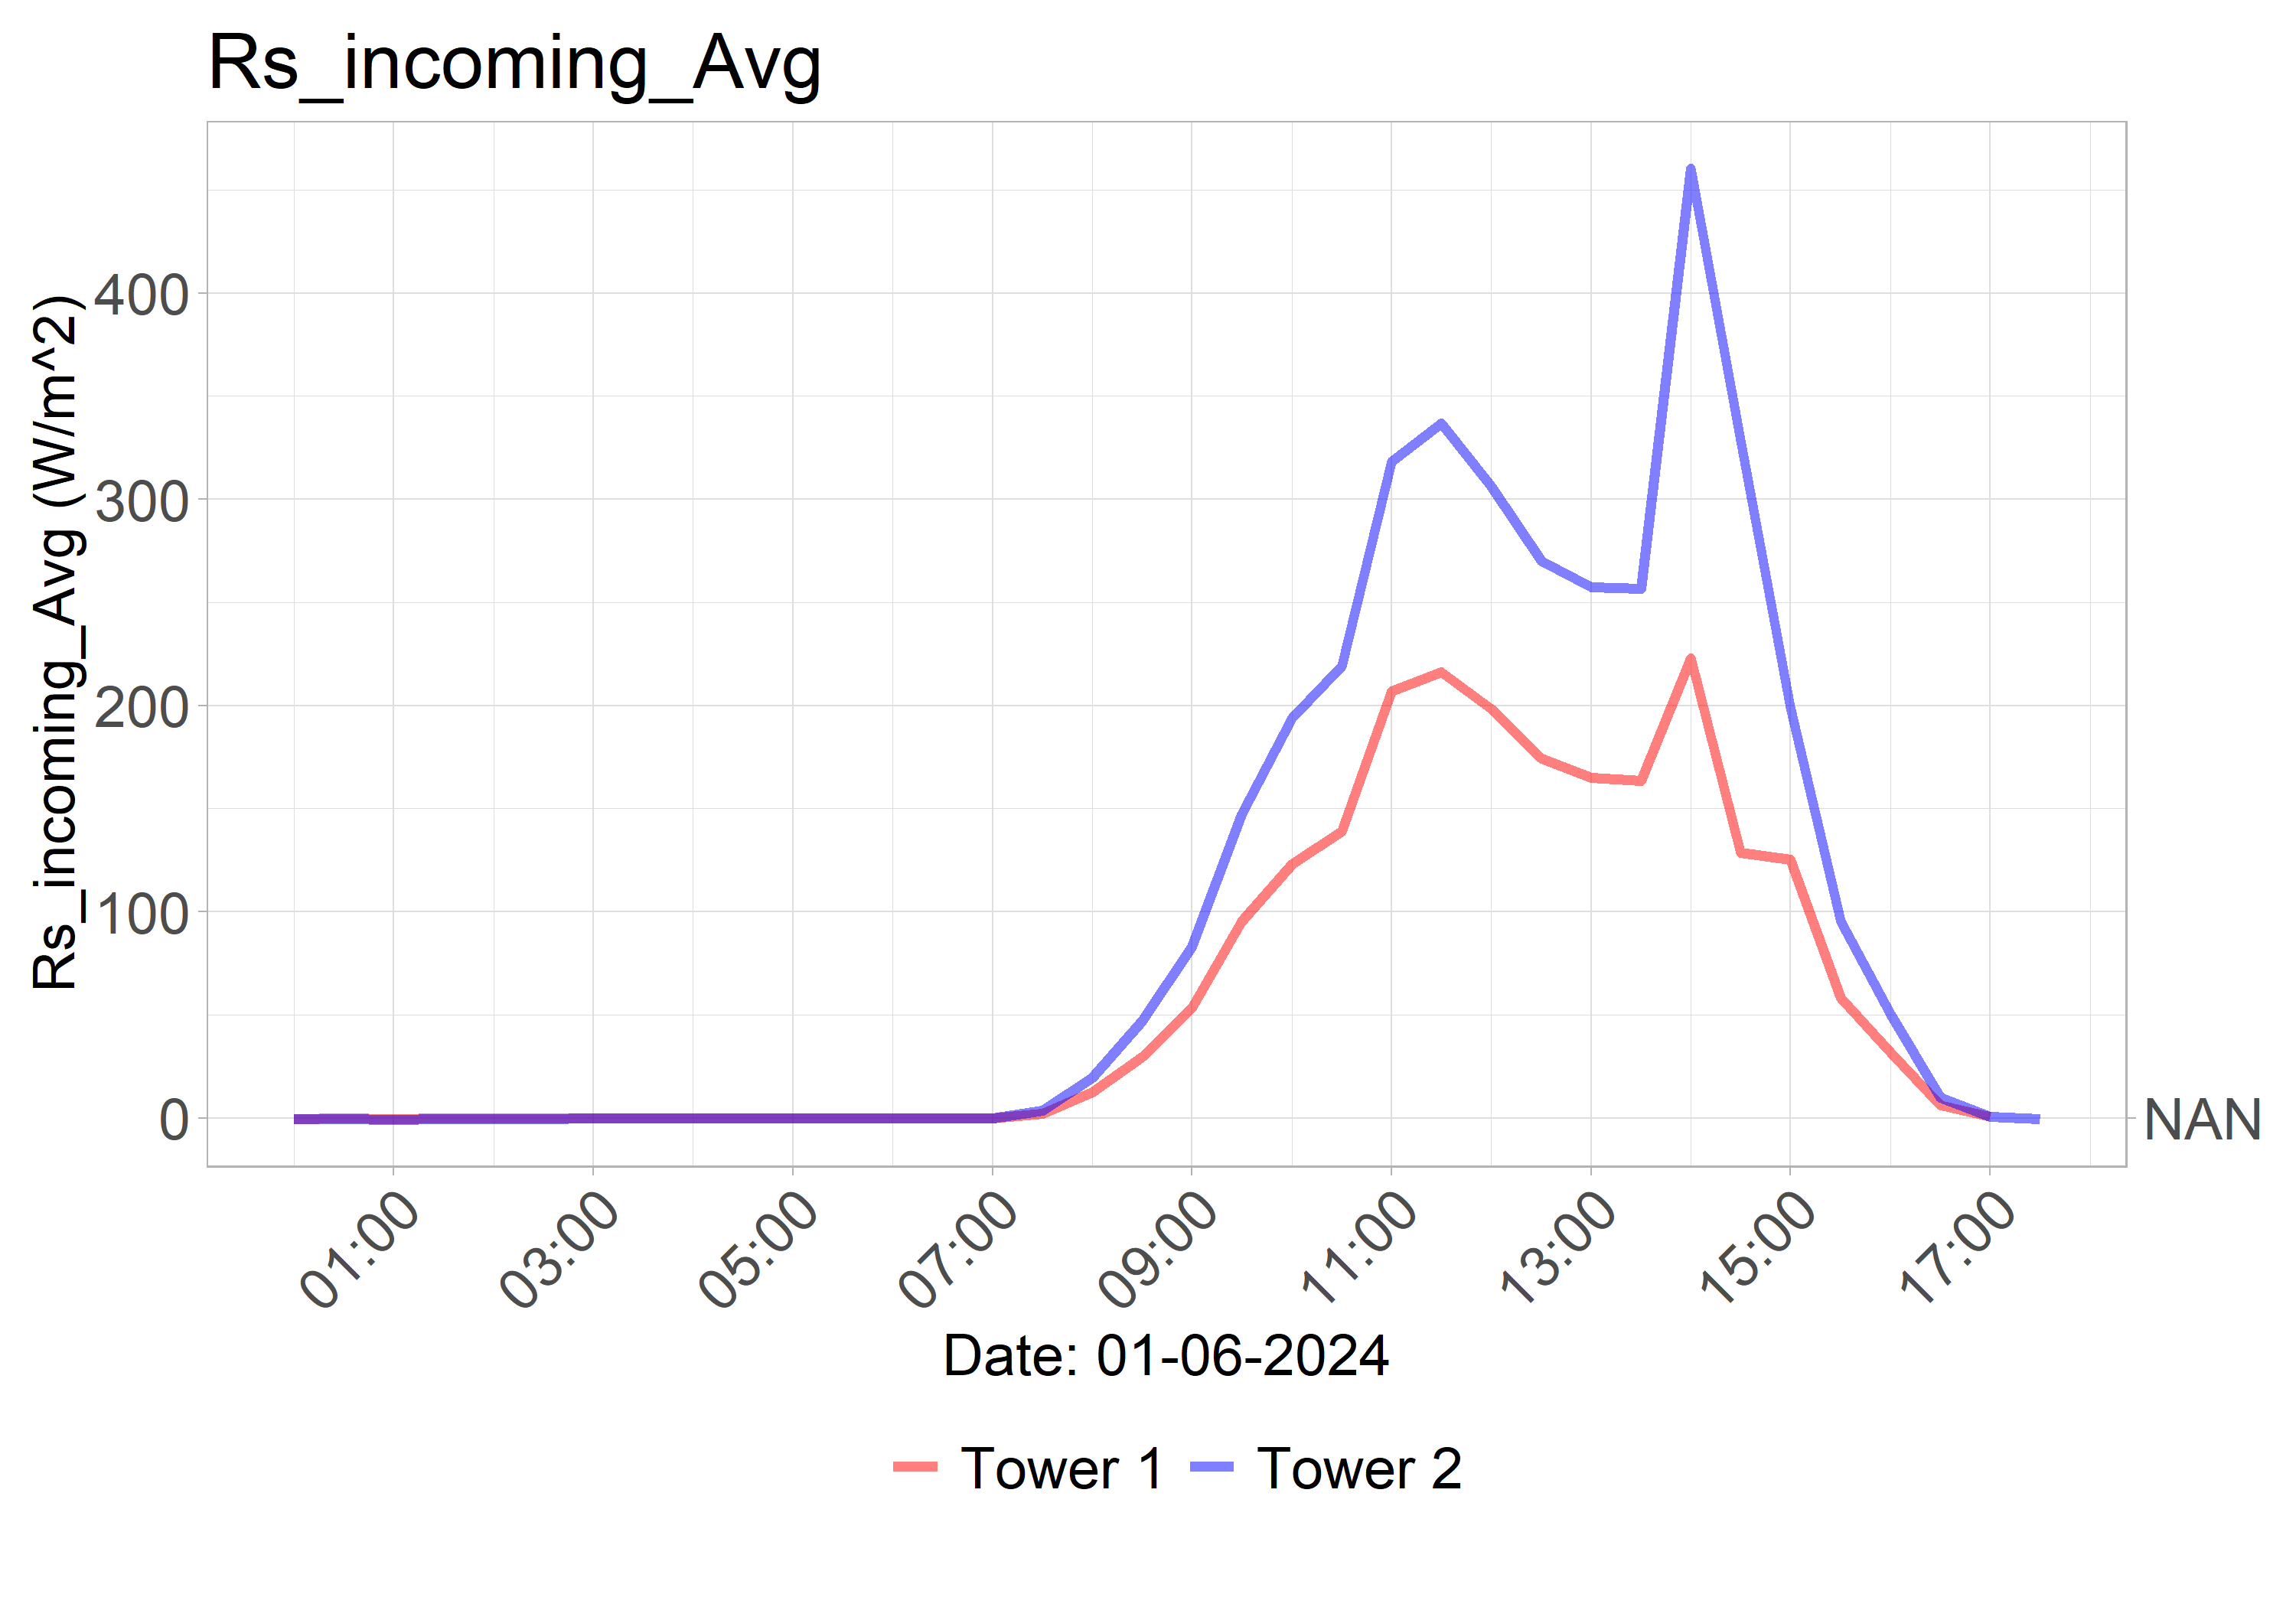 Rs_incoming_Avg
Rs_incoming_Avg (W/m^2)
400
300
200
100
0
NAN
01:00 03:00 05:00 07:00 09:00 11:00 13:00 15:00 17:00
Date: 01-06-2024
Tower 1 Tower 2